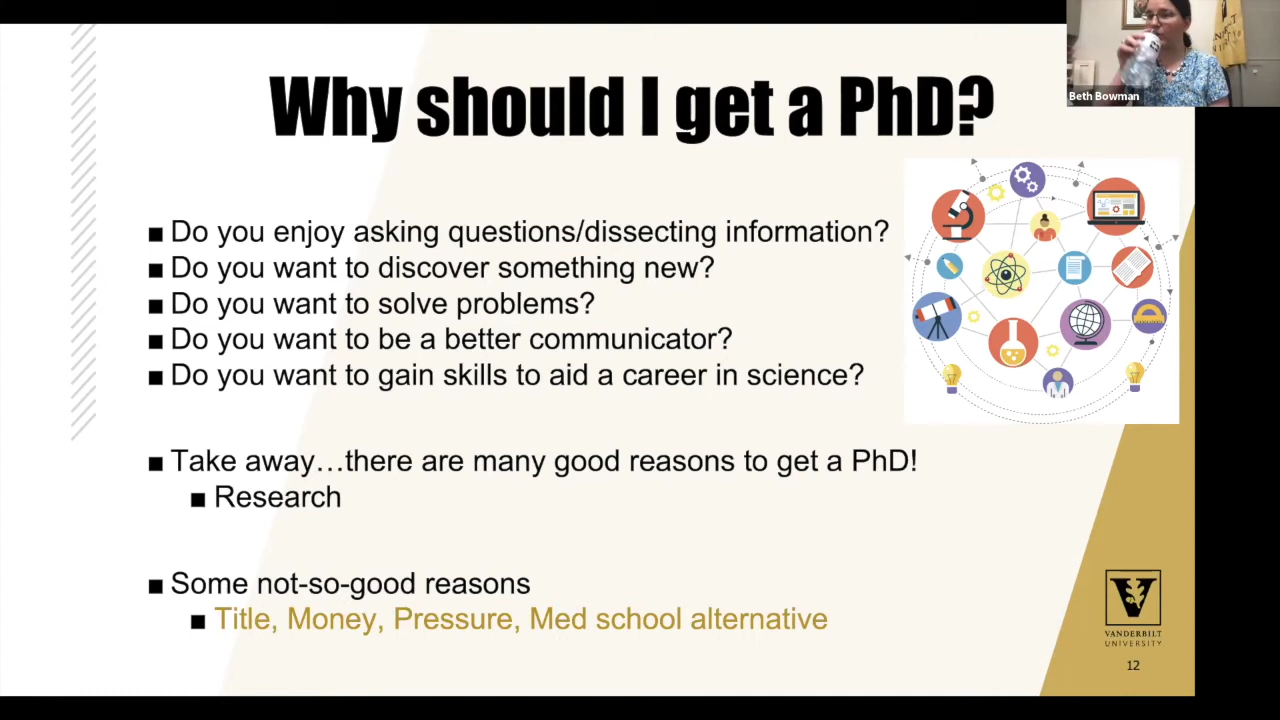 Why should I get a PhD?
Beth Bowman
■ Do you enjoy asking questions/dissecting information?
■ Do you want to discover something new?
■ Do you want to solve problems?
■ Do you want to be a better communicator?
■ Do you want to gain skills to aid a career in science?
■ Take away…there are many good reasons to get a PhD!
■ Research
■ Some not-so-good reasons
■ Title, Money, Pressure, Med school alternative
V
VANDERBILT
UNIVERSITY
12